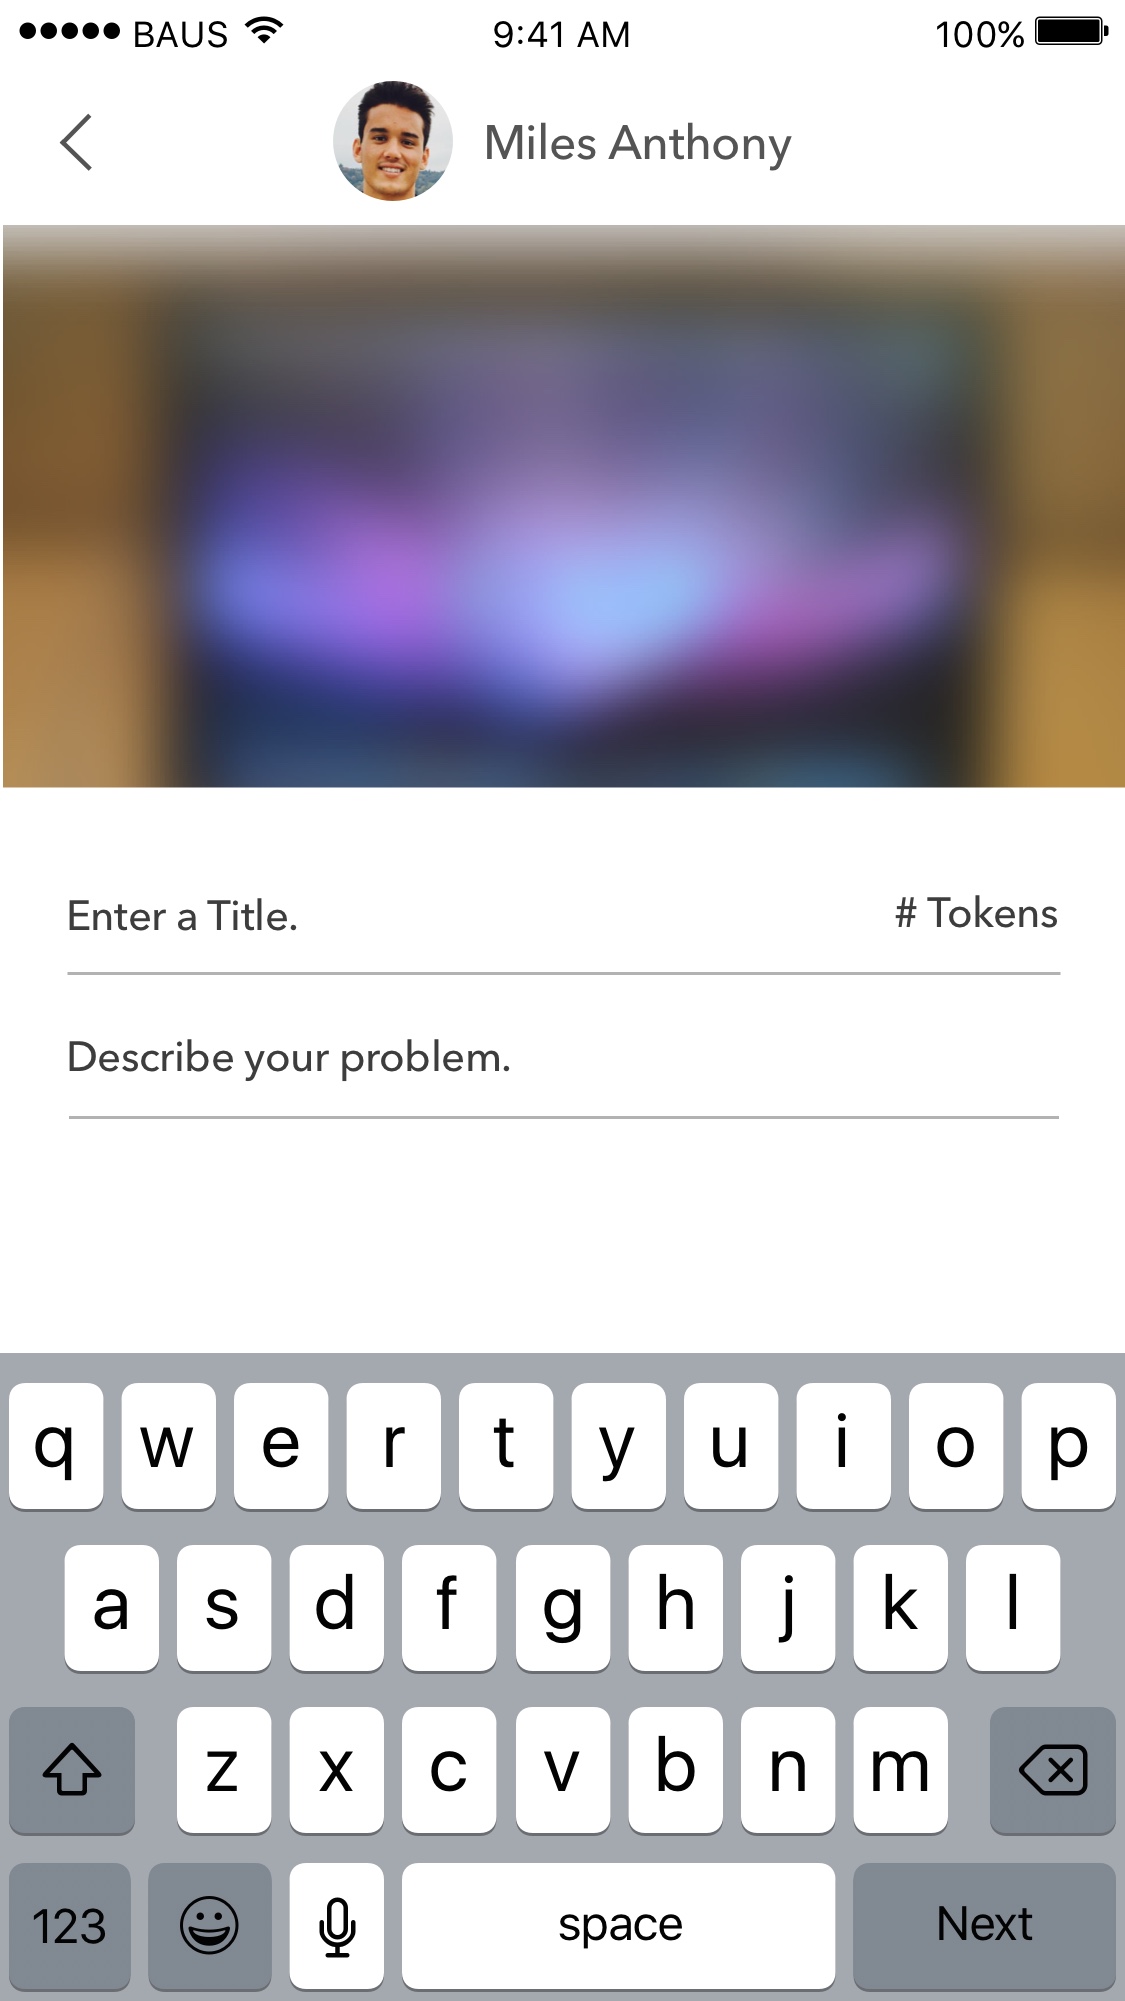 BAUS 9:41 AM 100%
Miles Anthony
Enter a Title. # Tokens
Describe your problem.
q w e r t y u i o p
a s d f g h j k l
z x c v b n m
123 space Next